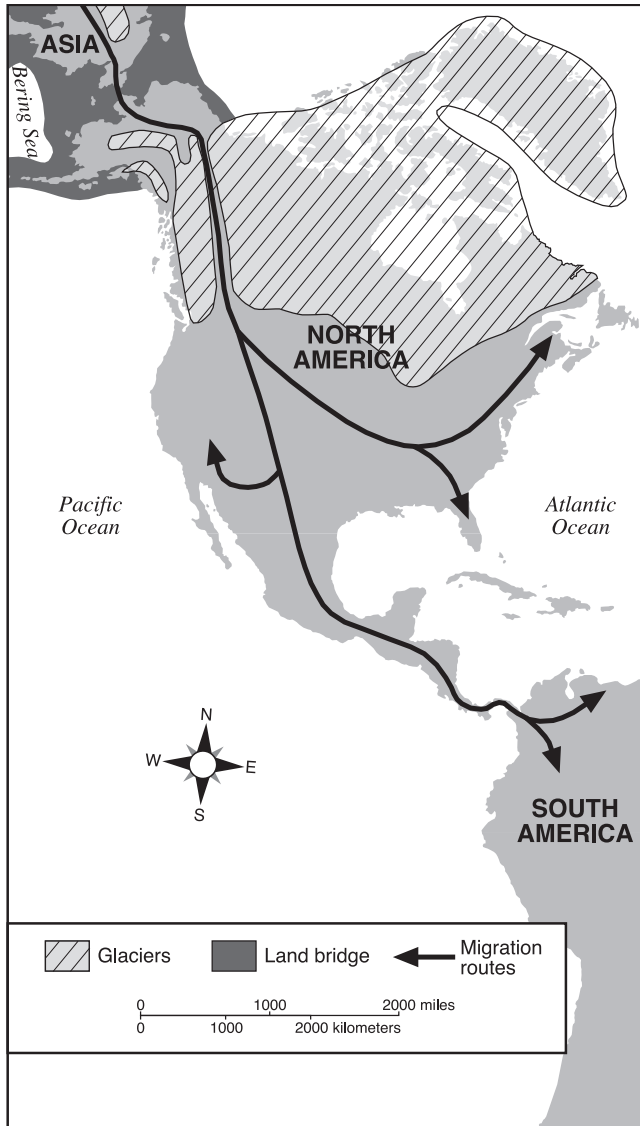 ASIA
Bering Sea
NORTH
AMERICA
Pacific
Ocean
Atlantic
Ocean
N
W
E
S
SOUTH
AMERICA
Glaciers
Land bridge
Migration
routes
0 1000 2000 miles
0 1000 2000 kilometers